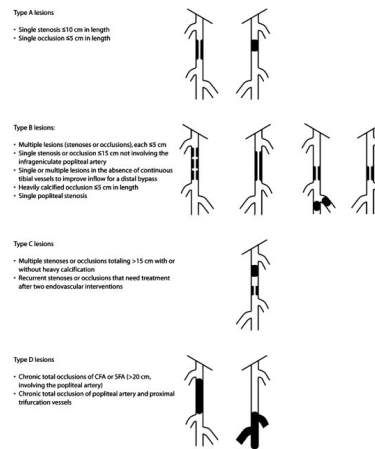 Type A lesions
• Single stenosis ≤10 cm in length
• Single occlusion ≤5 cm in length
Type B lesions:
• Multiple lesions (stenoses or occlusions), each ≤5 cm
• Single stenosis or occlusion ≤15 cm not involving the
infrageniculate popliteal artery
• Single or multiple lesions in the absence of continuous
tibial vessels to improve inflow for a distal bypass
• Heavily calcified occlusion ≤5 cm in length
• Single popliteal stenosis
Type C lesions
• Multiple stenoses or occlusions totaling >15 cm with or
without heavy calcification
• Recurrent stenoses or occlusions that need treatment
after two endovascular interventions
Type D lesions
• Chronic total occlusions of CFA or SFA (>20 cm,
involving the popliteal artery)
• Chronic total occlusion of popliteal artery and proximal
trifurcation vessels